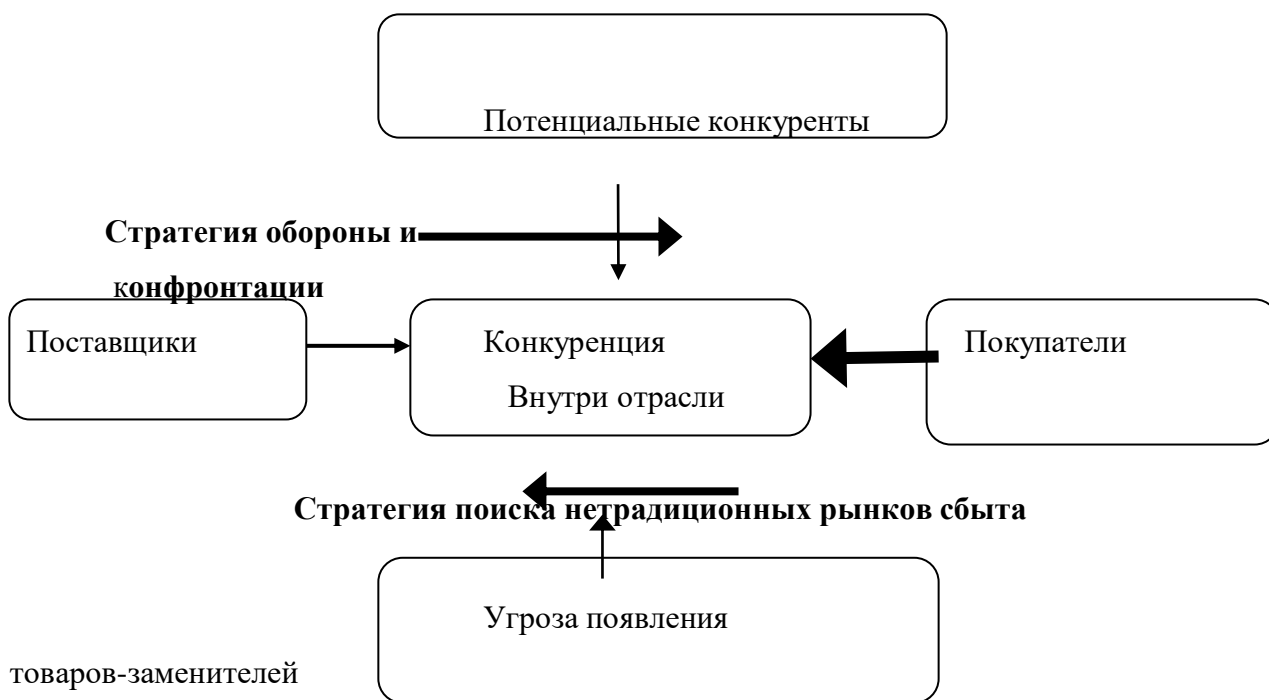 Потенциальные конкуренты
Стратегия обороны и
конфронтации
Поставщики
Конкуренция
Внутри отрасли
Покупатели
Стратегия поиска нетрадиционных рынков сбыта
Угроза появления
товаров-заменителей